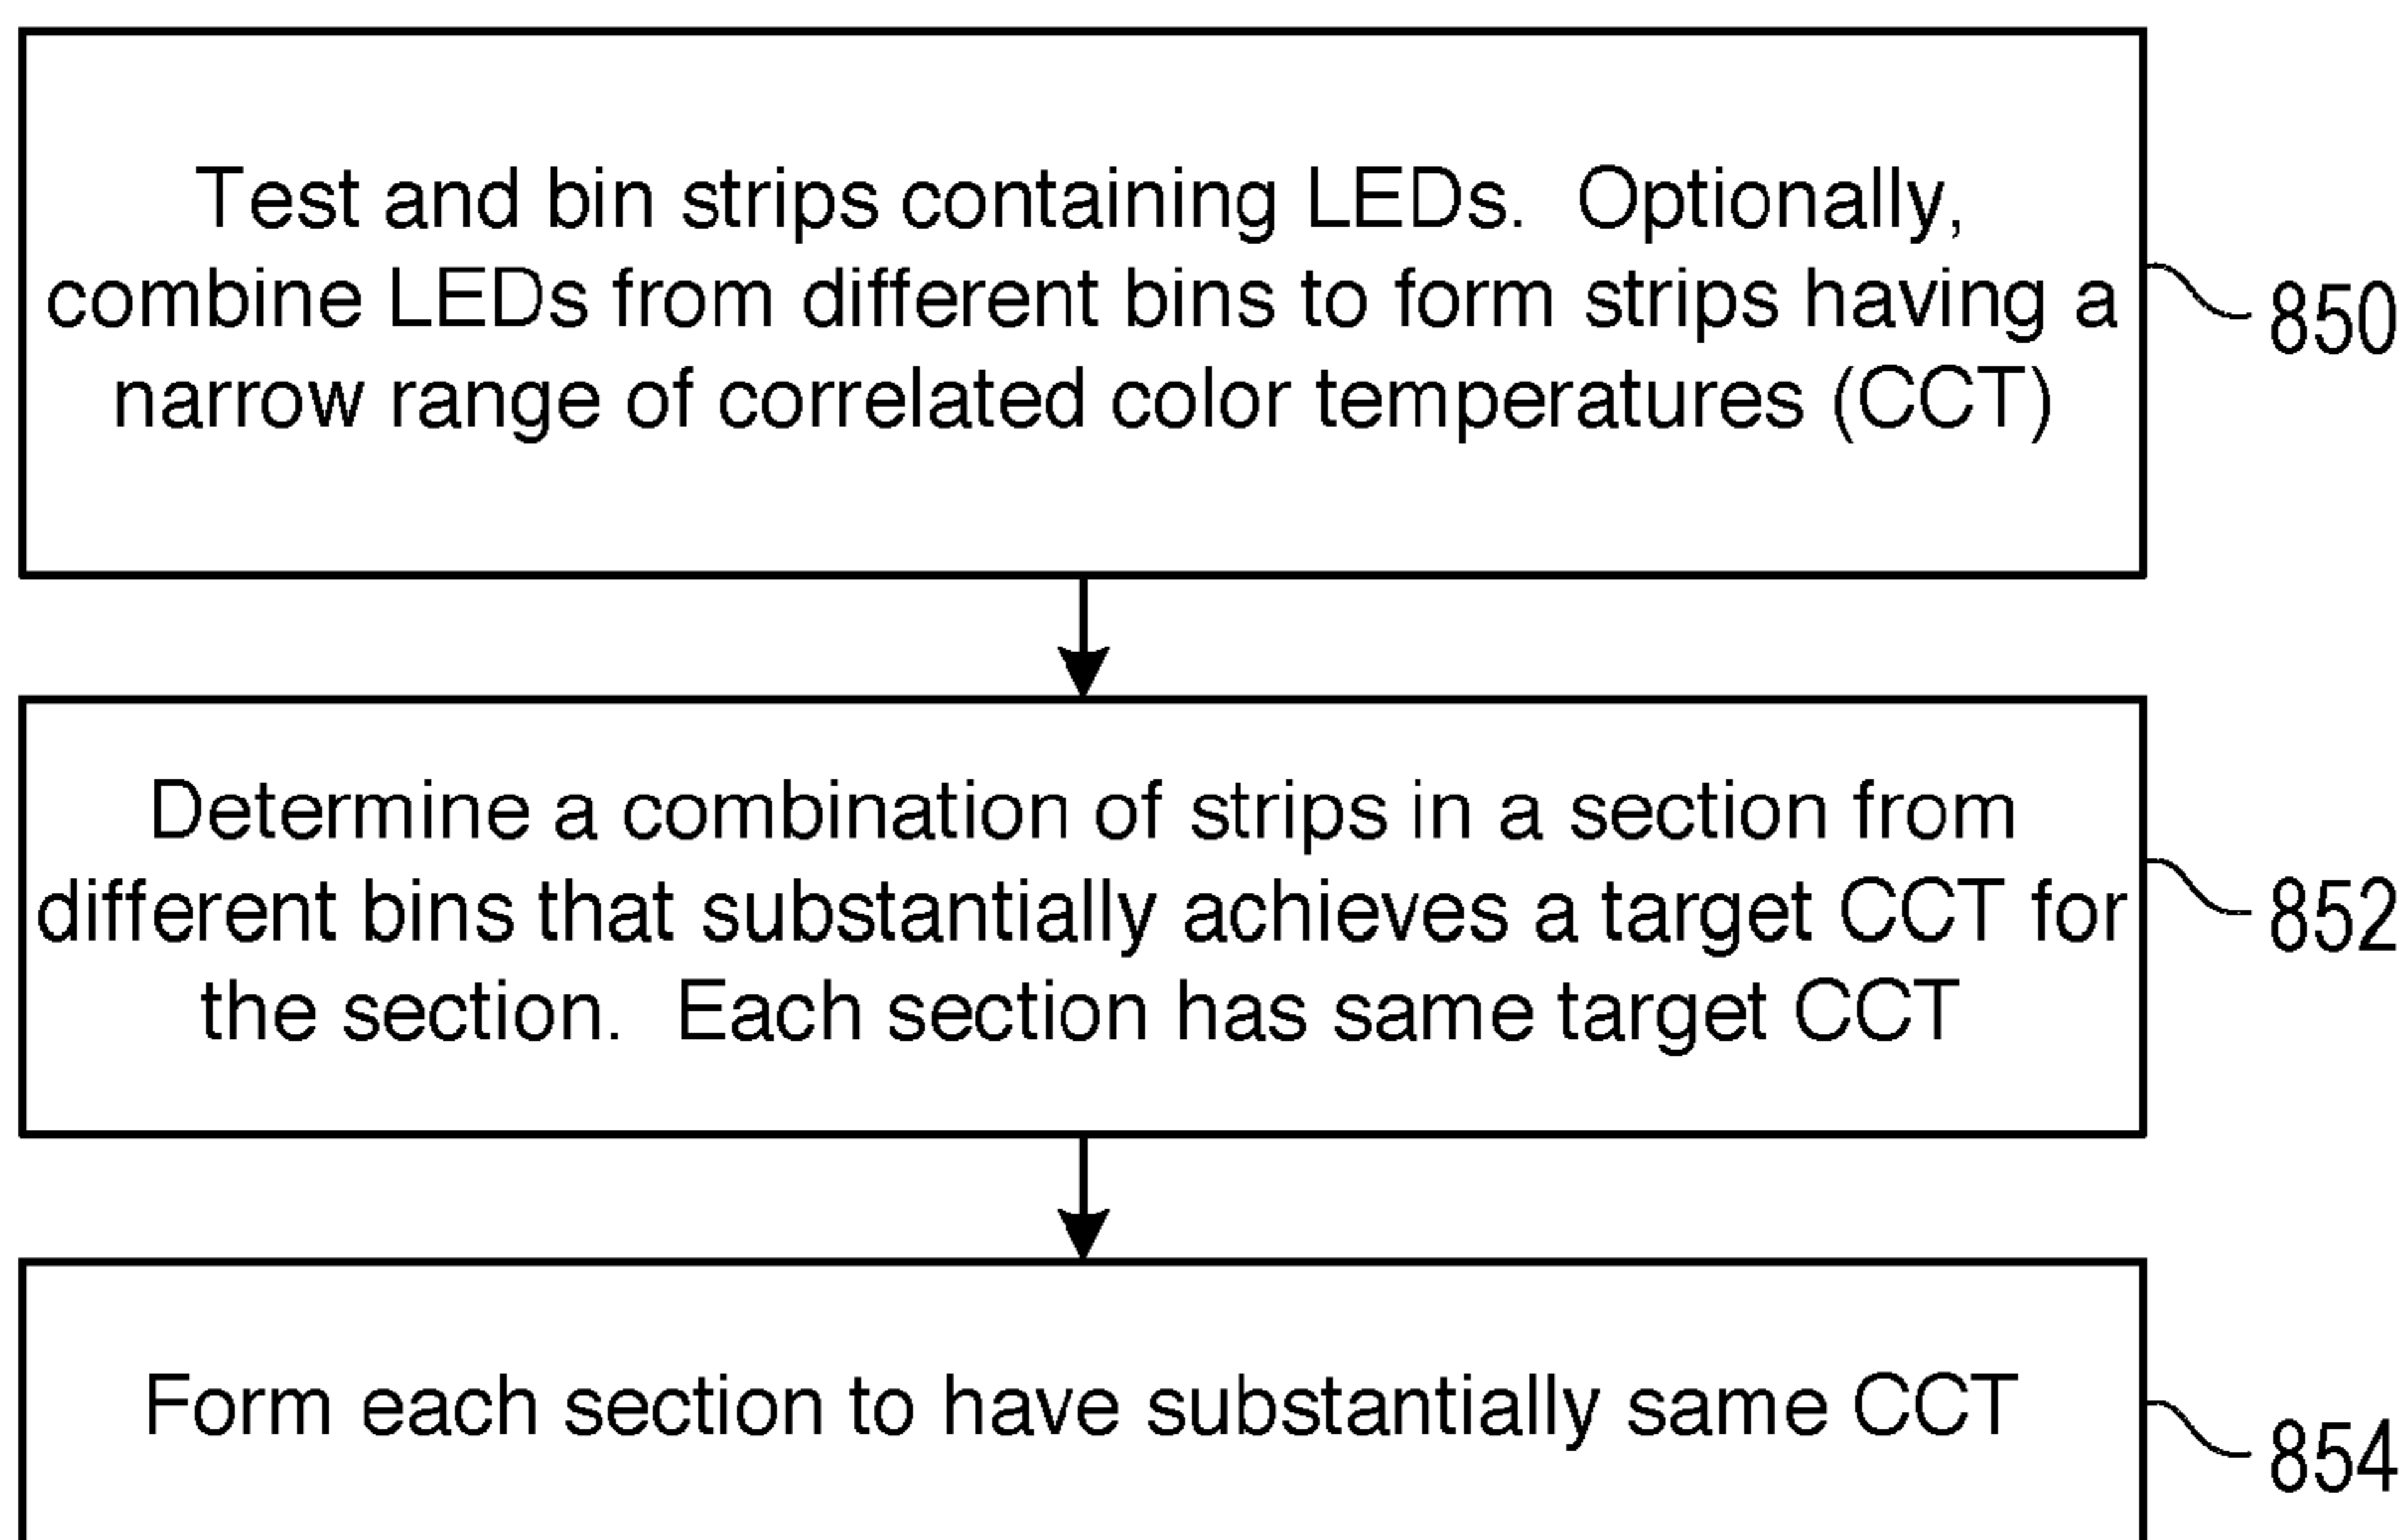 Test and bin strips containing LEDs.  Optionally,
combine LEDs from different bins to form strips having a
narrow range of correlated color temperatures (CCT)
850
Determine a combination of strips in a section from
different bins that substantially achieves a target CCT for
the section.  Each section has same target CCT
852
Form each section to have substantially same CCT
854